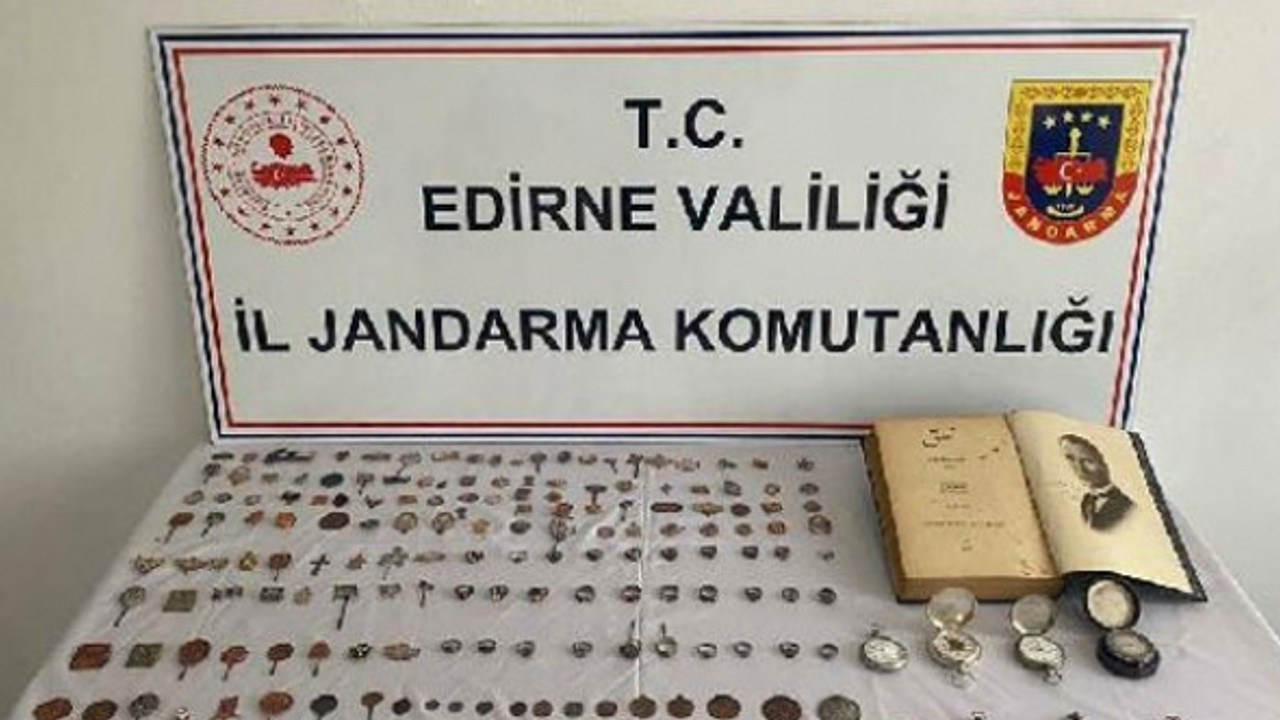 T.C.
EDİRNE VALİLİĞİ
İL JANDARMA KOMUTANLIĞI
JANDARMA